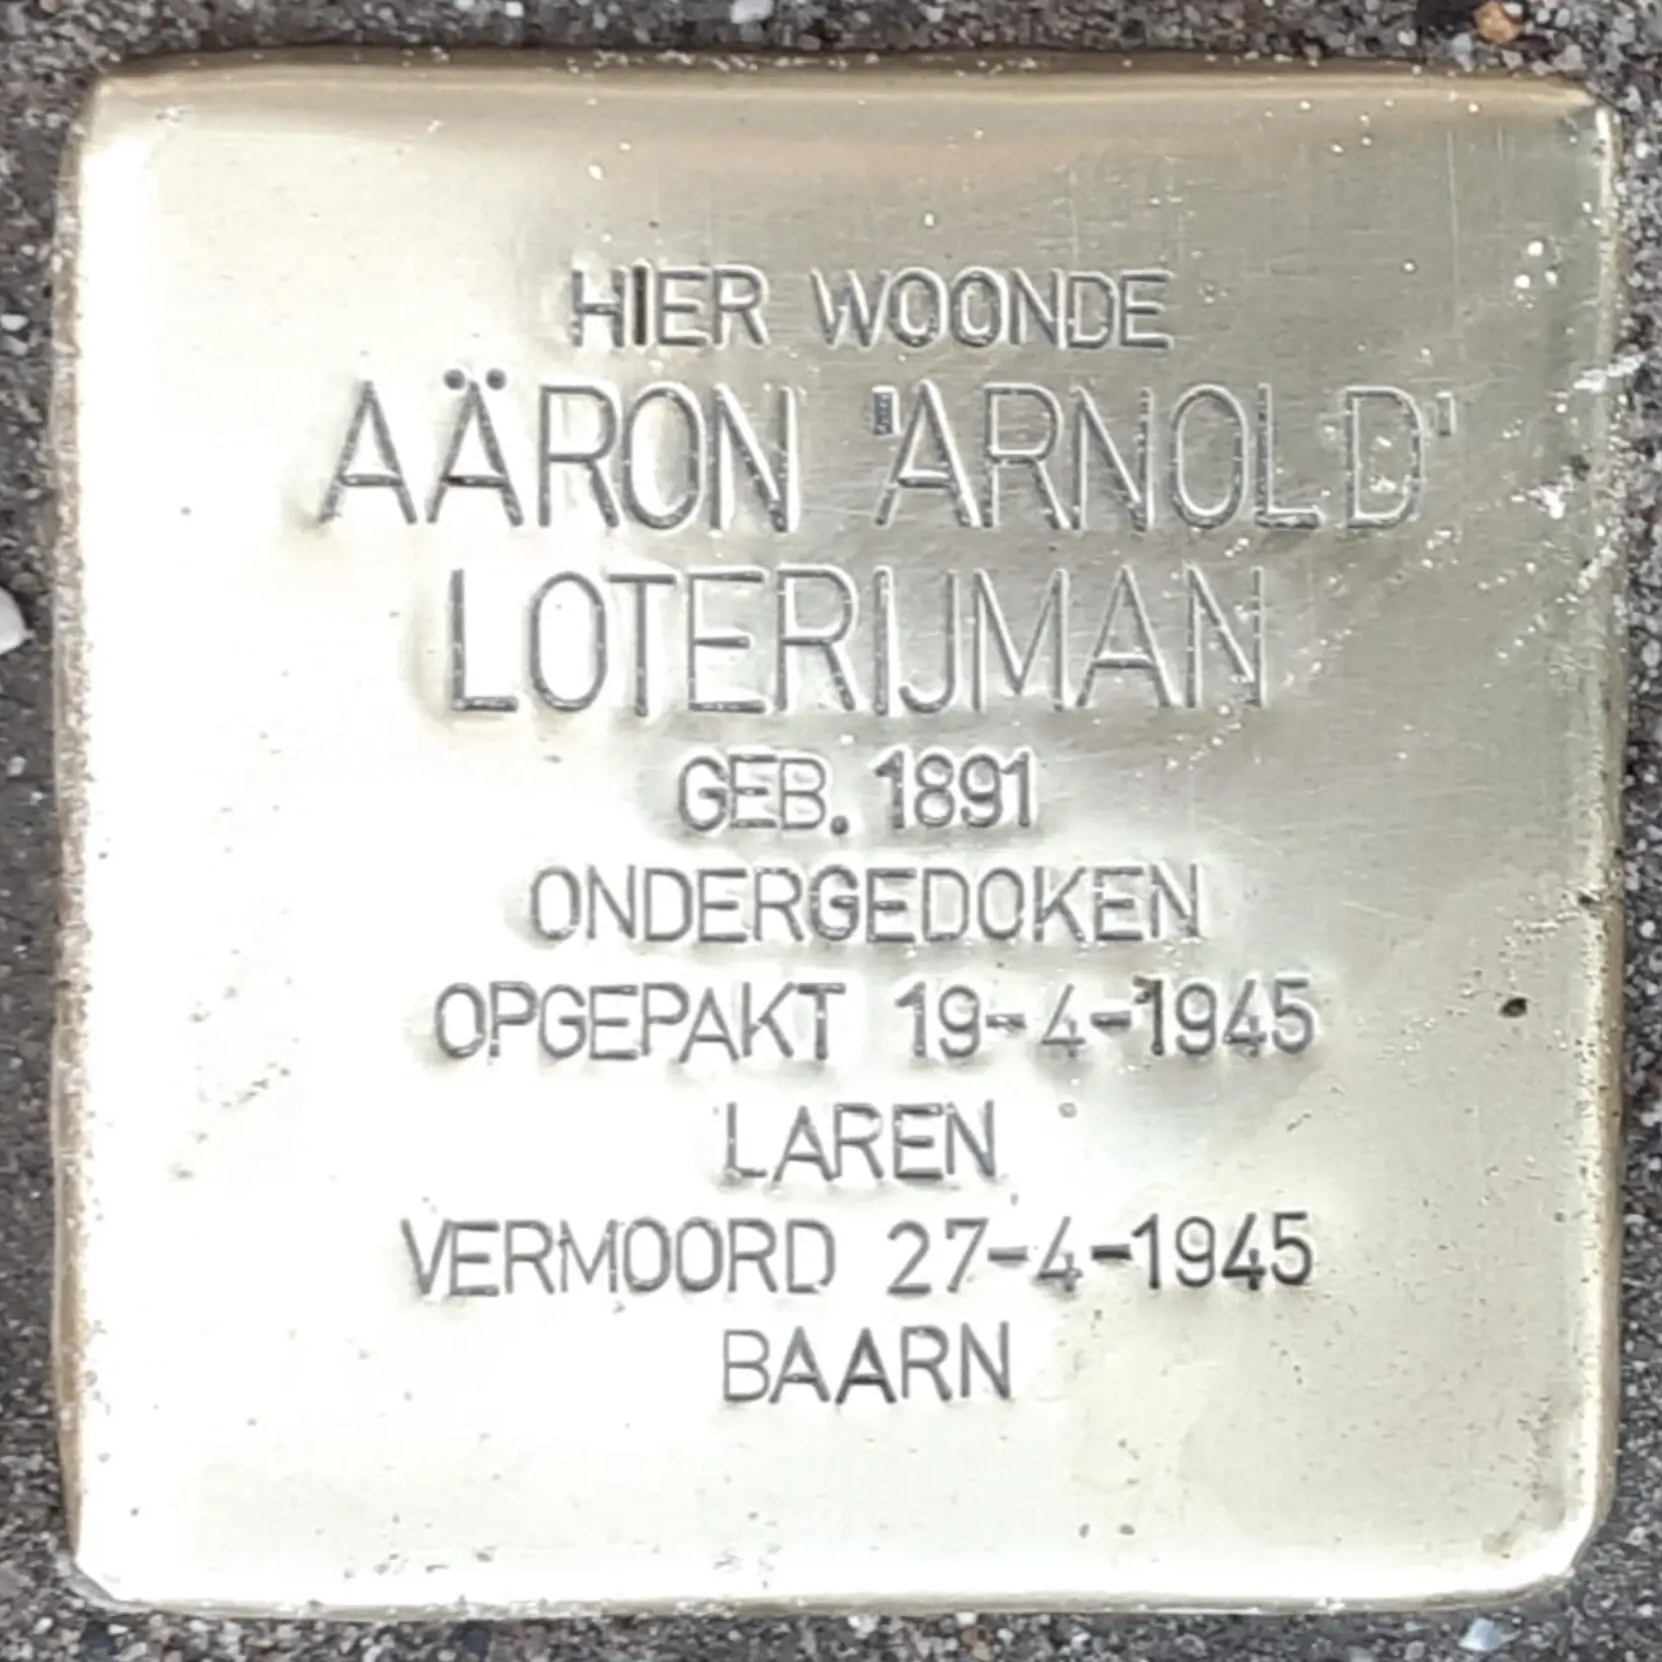 HIER WOONDE
AÄRON 'ARNOLD'
LOTERIJMAN
GEB. 1891
ONDERGEDOKEN
OPGEPAKT 19-4-1945
LAREN
VERMOORD 27-4-1945
BAARN